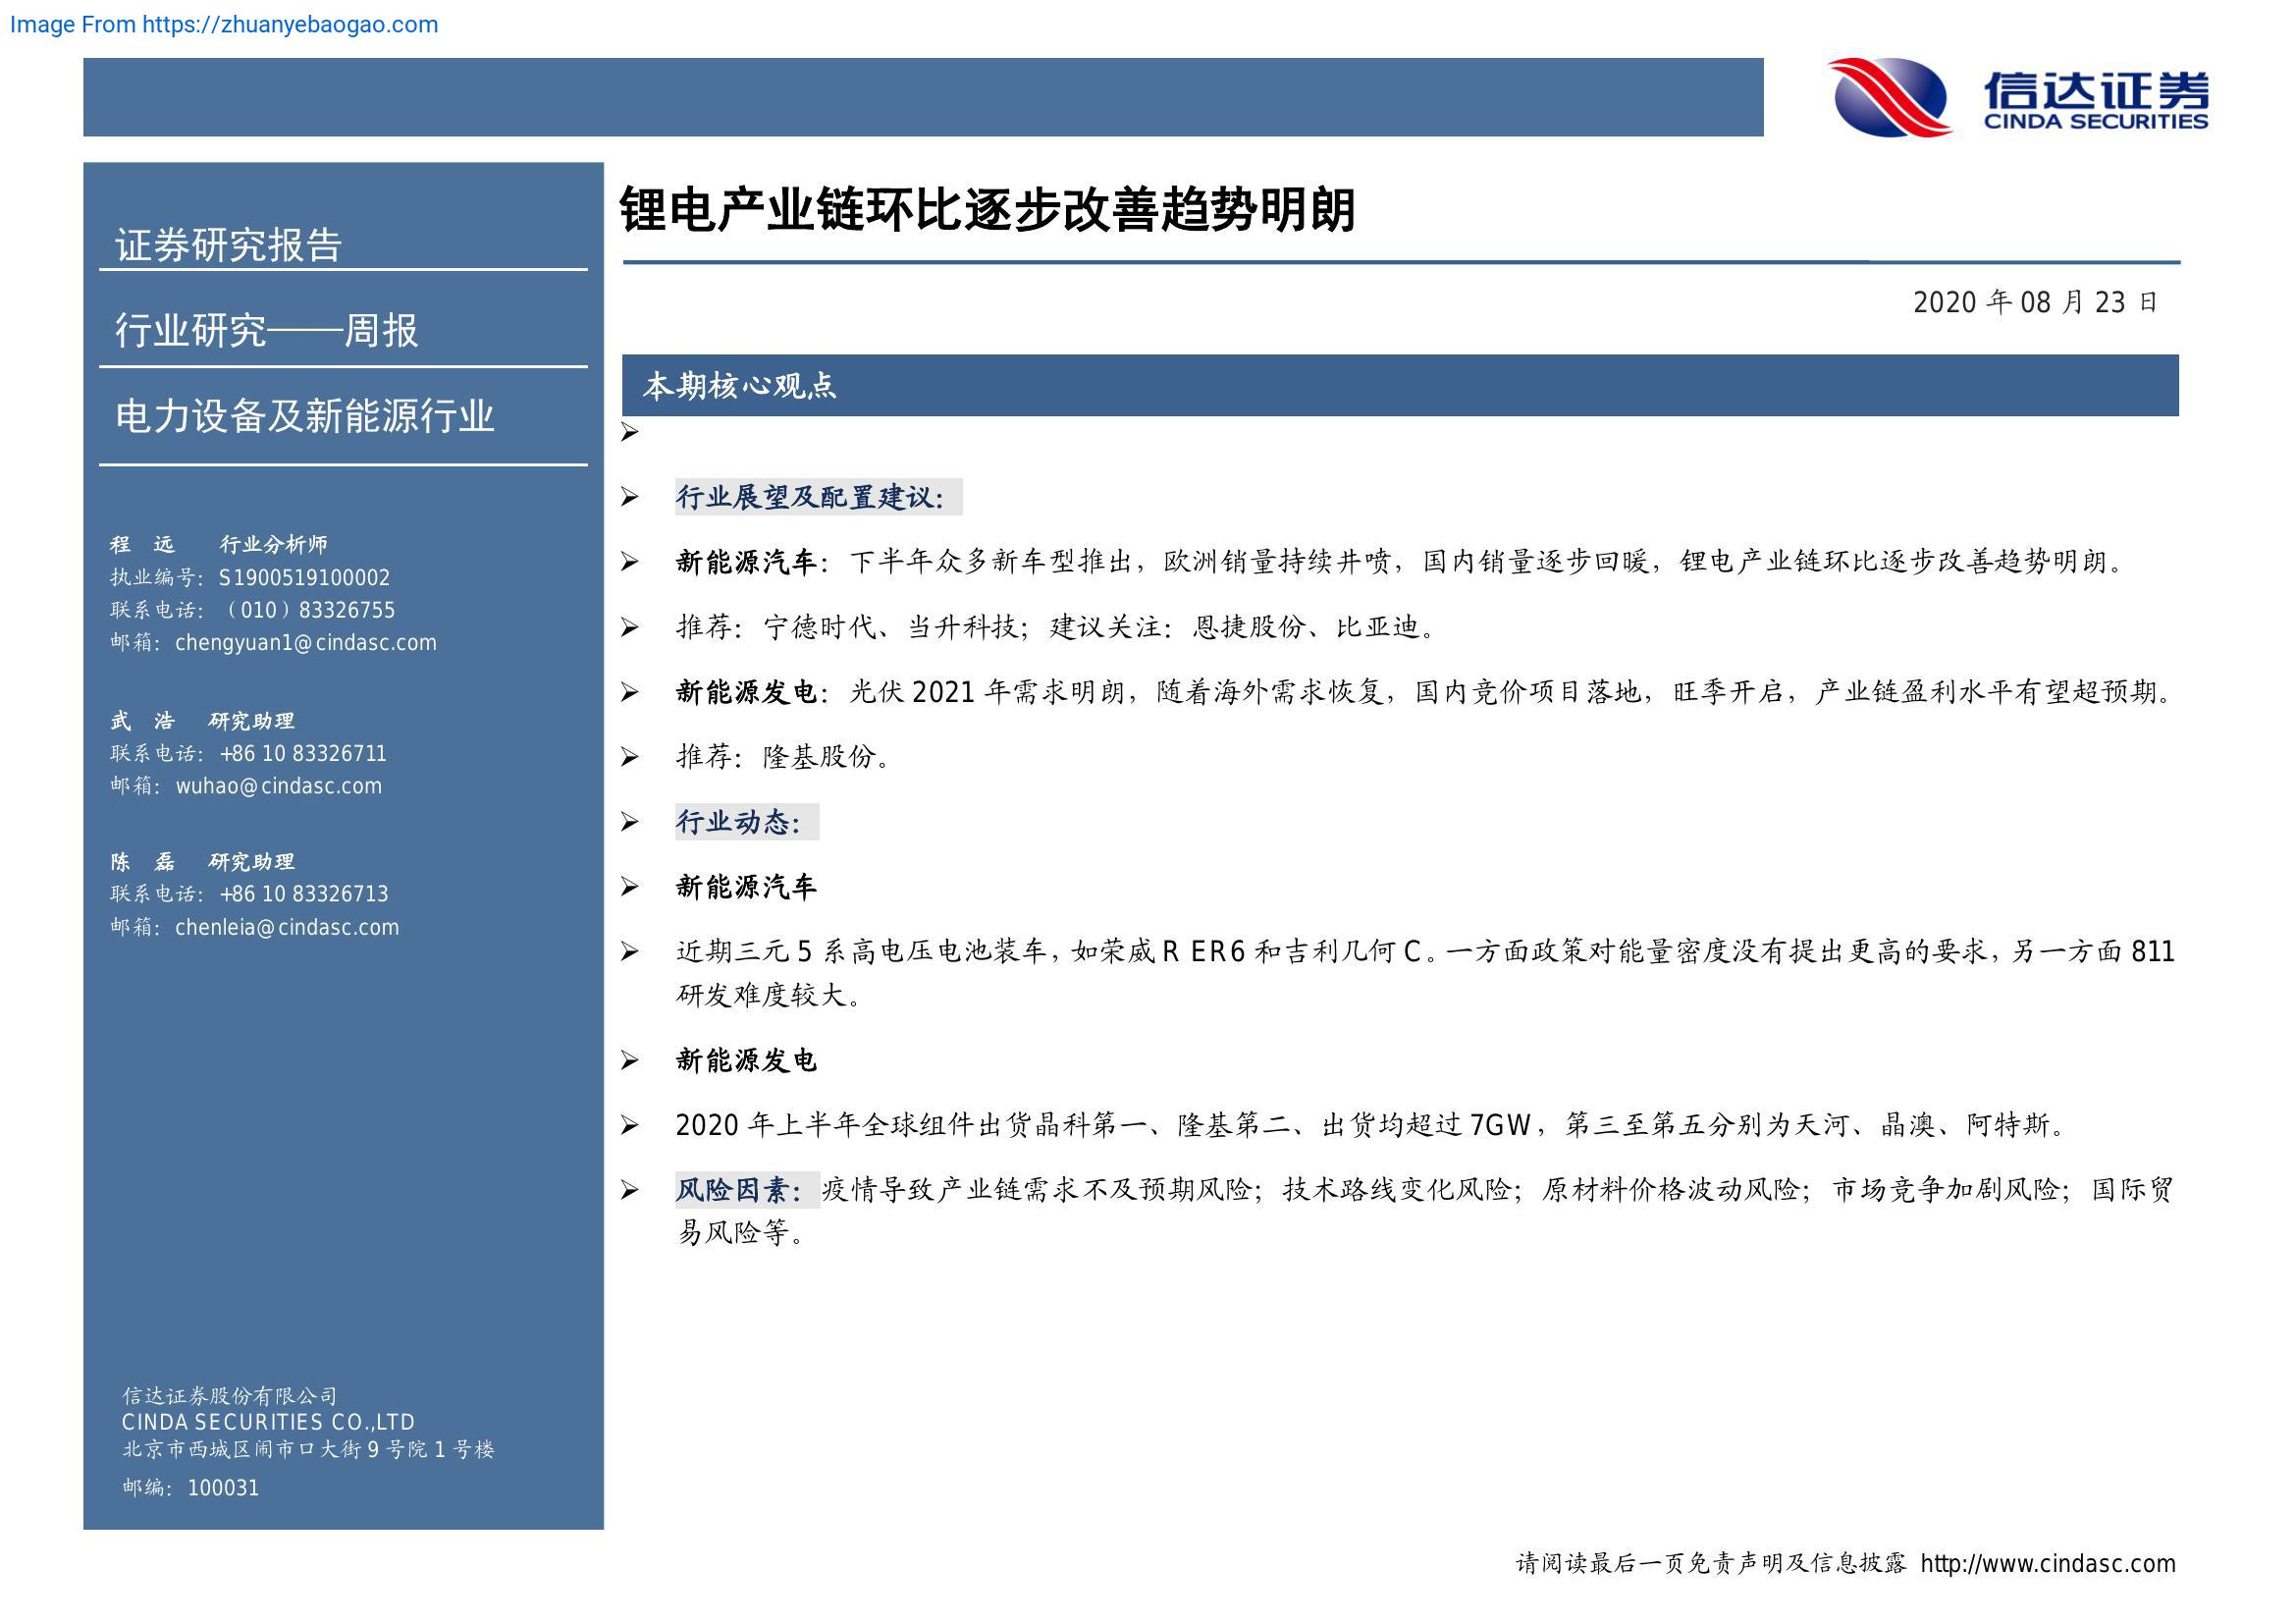 Image From https://zhuanyebaogao.com
信达证券
CINDA SECURITIES
证券研究报告
行业研究——周报
电力设备及新能源行业
程 远 行业分析师
执业编号：S1900519100002
联系电话：（010）83326755
邮箱：chengyuan1@cindasc.com
武 浩 研究助理
联系电话：+86 10 83326711
邮箱：wuhao@cindasc.com
陈 磊 研究助理
联系电话：+86 10 83326713
邮箱：chenleia@cindasc.com
信达证券股份有限公司
CINDA SECURITIES CO.,LTD
北京市西城区闹市口大街 9 号院 1 号楼
邮编：100031
锂电产业链环比逐步改善趋势明朗
2020 年 08 月 23 日
本期核心观点
➢
➢ 行业展望及配置建议：
➢ 新能源汽车：下半年众多新车型推出，欧洲销量持续井喷，国内销量逐步回暖，锂电产业链环比逐步改善趋势明朗。
➢ 推荐：宁德时代、当升科技；建议关注：恩捷股份、比亚迪。
➢ 新能源发电：光伏 2021 年需求明朗，随着海外需求恢复，国内竞价项目落地，旺季开启，产业链盈利水平有望超预期。
➢ 推荐：隆基股份。
➢ 行业动态：
➢ 新能源汽车
➢ 近期三元 5 系高电压电池装车，如荣威 R ER6 和吉利几何 C。一方面政策对能量密度没有提出更高的要求，另一方面 811
研发难度较大。
➢ 新能源发电
➢ 2020 年上半年全球组件出货晶科第一、隆基第二、出货均超过 7GW，第三至第五分别为天河、晶澳、阿特斯。
➢ 风险因素：疫情导致产业链需求不及预期风险；技术路线变化风险；原材料价格波动风险；市场竞争加剧风险；国际贸
易风险等。
请阅读最后一页免责声明及信息披露 http://www.cindasc.com